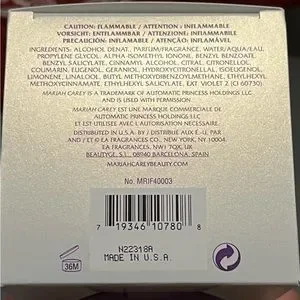 CAUTION: FLAMMABLE / ATTENTION : INFLAMMABLE
VORSICHT: ENTFLAMMBAR / ATTENZIONE: INFIAMMABILE
PRECAUCIÓN: INFLAMABLE / ATENÇÃO: INFLAMÁVEL
INGREDIENTS: ALCOHOL DENAT., PARFUM/FRAGRANCE, WATER/AQUA/EAU,
PROPYLENE GLYCOL, ALPHA-ISOMETHYL IONONE, BENZYL BENZOATE,
BENZYL SALICYLATE, CINNAMYL ALCOHOL, CITRAL, CITRONELLOL,
COUMARIN, EUGENOL, GERANIOL, HYDROXYCITRONELLAL, ISOEUGENOL,
LIMONENE, LINALOOL, BUTYL METHOXYDIBENZOYLMETHANE, ETHYLHEXYL
METHOXYCINNAMATE, ETHYLHEXYL SALICYLATE, EXT VIOLET 2 (CI 60730)
MARIAH CAREY IS A TRADEMARK OF AUTOMATIC PRINCESS HOLDINGS LLC
AND IS USED WITH PERMISSION
MARIAH CAREY EST UNE MARQUE COMMERCIALE DE
AUTOMATIC PRINCESS HOLDINGS LLC
ET EST UTILISÉE AVEC L'AUTORISATION NÉCESSAIRE.
DISTRIBUTED IN U.S. BY / DISTRIBUÉ AUX É.-U. PAR
AND / ET © EA FRAGRANCES CO., NEW YORK, NY 10004
EA FRAGRANCES, NW1 7QX, UK
BEAUTYGE, S.L., 08940 BARCELONA, SPAIN
MARIAHCAREYBEAUTY.COM
No. MRIF40003
7 19346 10780 8
36M
N22318A
MADE IN U.S.A.